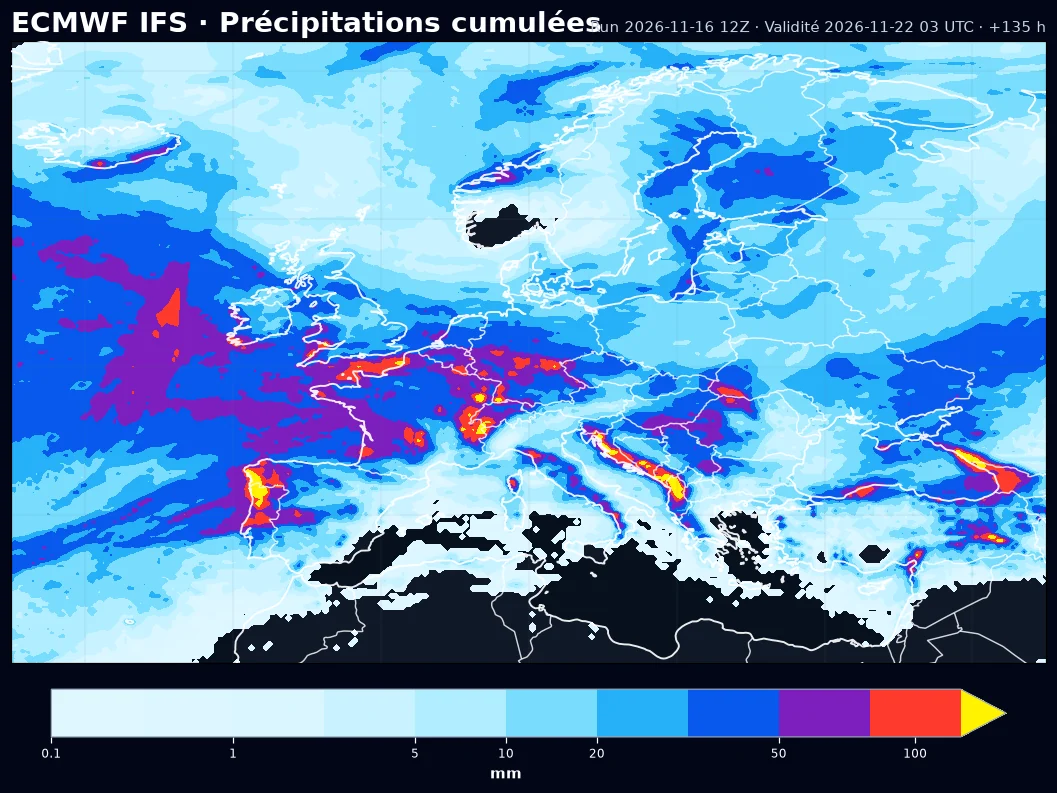 ECMWF IFS · Précipitations cumulées
Run 2026-11-16 12Z · Validité 2026-11-22 03 UTC · +135 h
0.1 1 5 10 20 50 100
mm